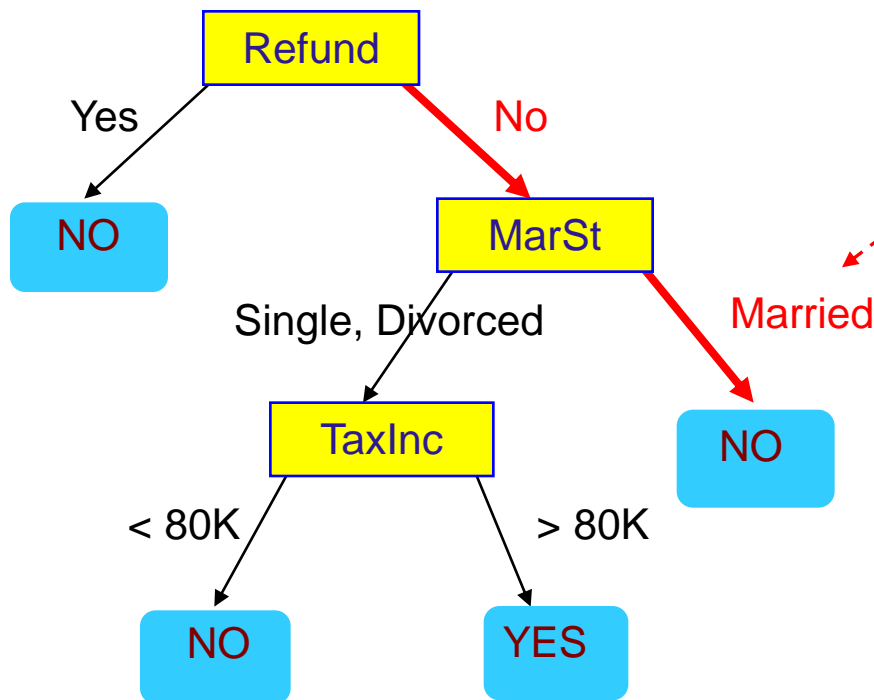 Refund
Yes
No
NO
MarSt
Single, Divorced
Married
TaxInc
NO
< 80K
> 80K
NO
YES